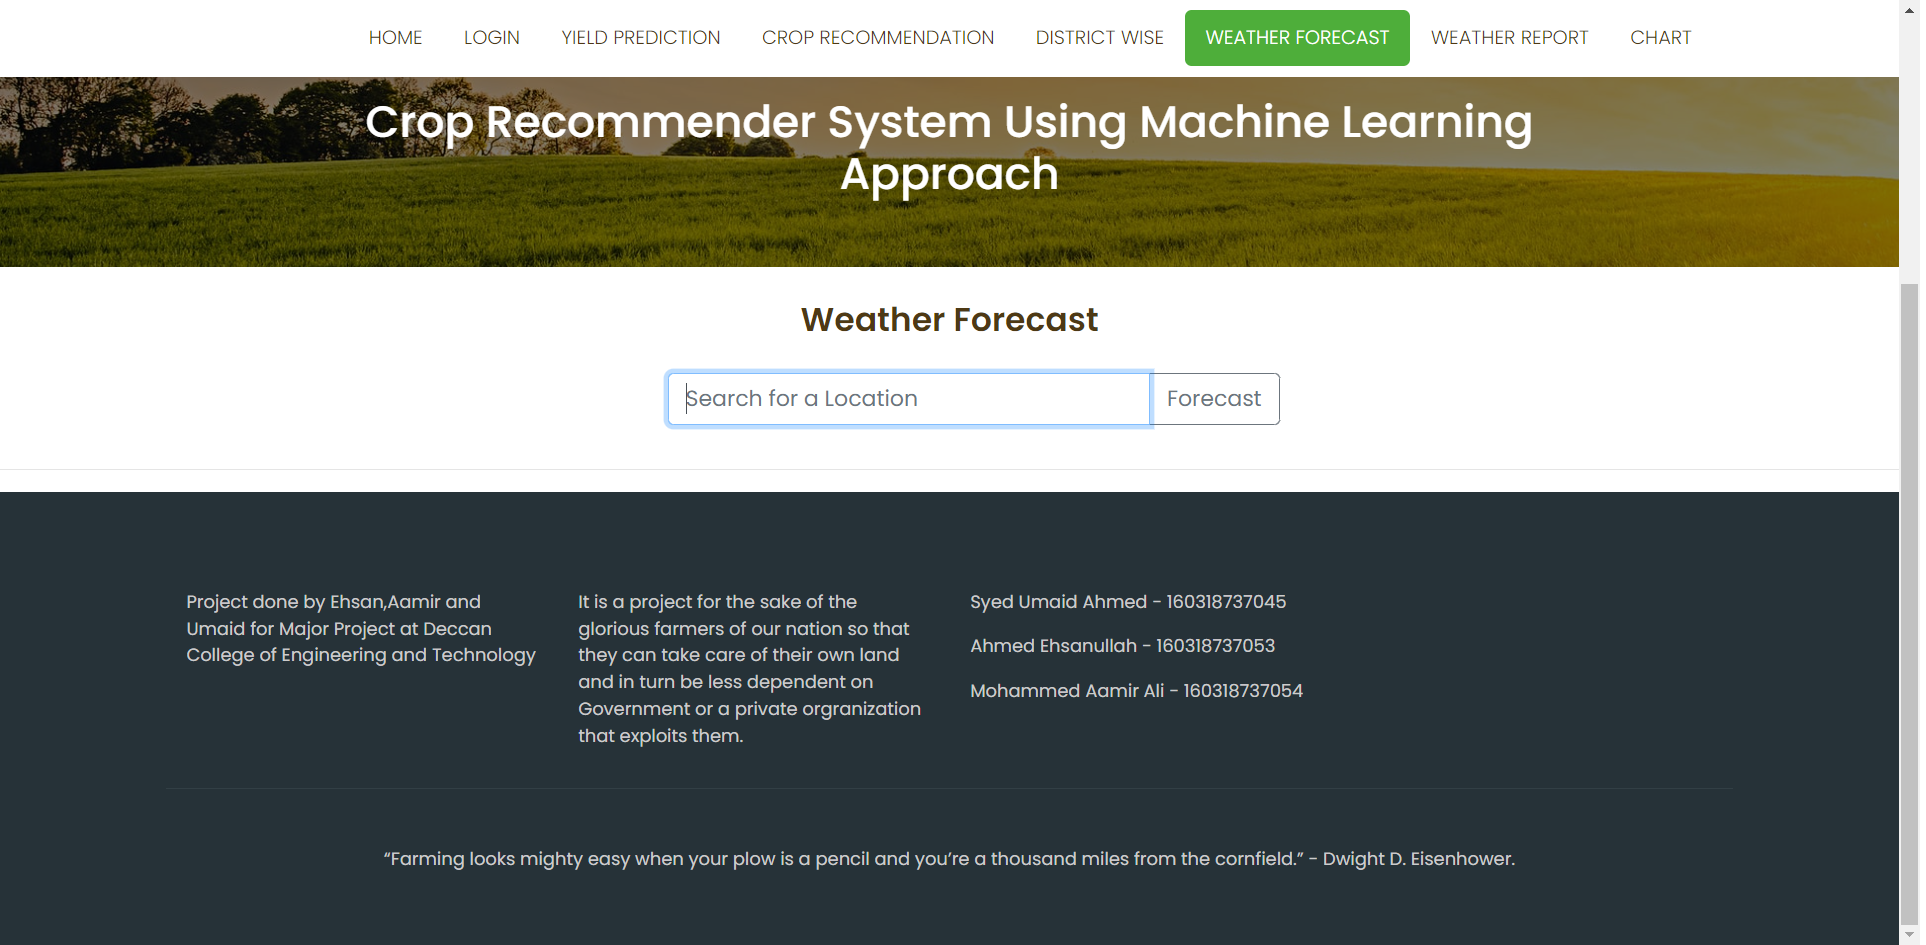 HOME LOGIN YIELD PREDICTION CROP RECOMMENDATION DISTRICT WISE WEATHER FORECAST WEATHER REPORT CHART
Crop Recommender System Using Machine Learning
Approach
Weather Forecast
Search for a Location Forecast
Project done by Ehsan,Aamir and
Umaid for Major Project at Deccan
College of Engineering and Technology
It is a project for the sake of the
glorious farmers of our nation so that
they can take care of their own land
and in turn be less dependent on
Government or a private orgranization
that exploits them.
Syed Umaid Ahmed - 160318737045
Ahmed Ehsanullah - 160318737053
Mohammed Aamir Ali - 160318737054
“Farming looks mighty easy when your plow is a pencil and you’re a thousand miles from the cornfield.” - Dwight D. Eisenhower.